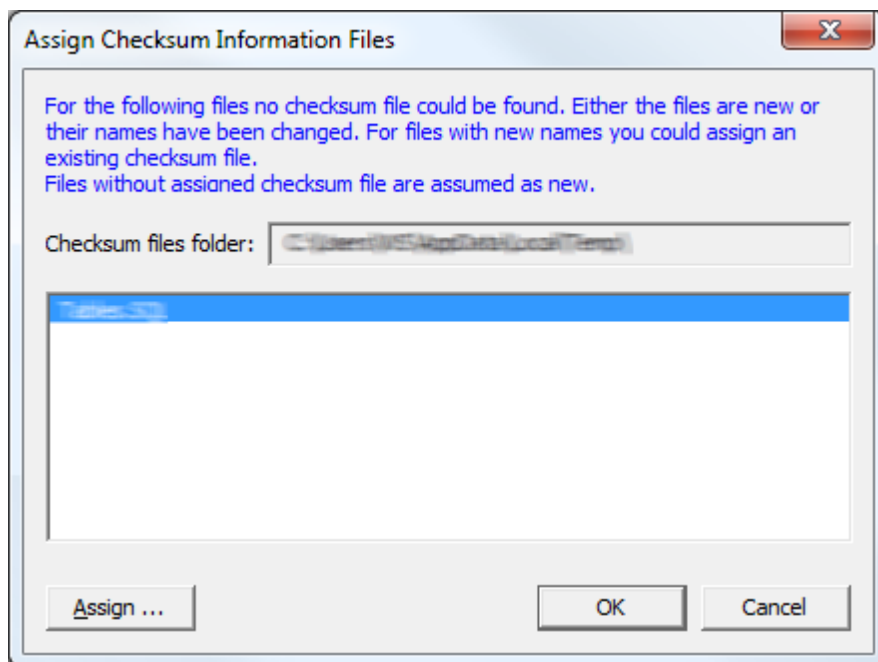 Assign Checksum Information Files
For the following files no checksum file could be found. Either the files are new or
their names have been changed. For files with new names you could assign an
existing checksum file.
Files without assigned checksum file are assumed as new.
Checksum files folder:
Assign ...
OK
Cancel